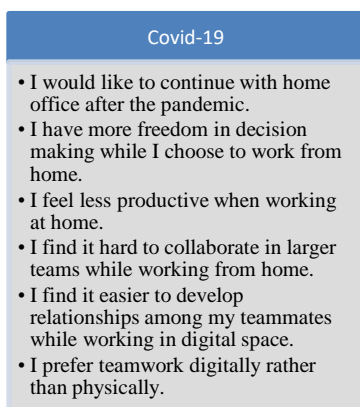 Covid-19
• I would like to continue with home
office after the pandemic.
• I have more freedom in decision
making while I choose to work from
home.
• I feel less productive when working
at home.
• I find it hard to collaborate in larger
teams while working from home.
• I find it easier to develop
relationships among my teammates
while working in digital space.
• I prefer teamwork digitally rather
than physically.